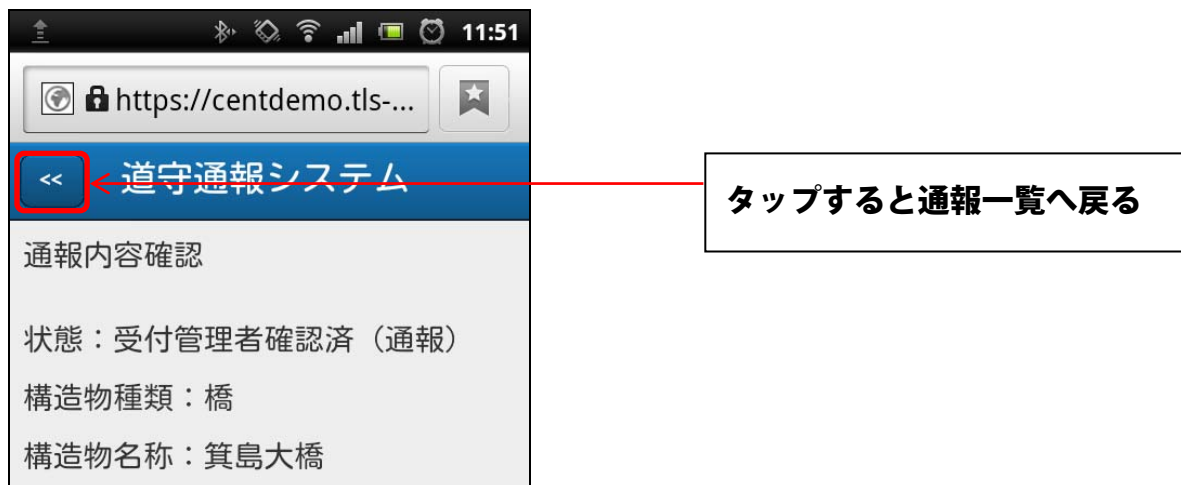 11:51
https://centdemo.tls-...
<< 道守通報システム
タップすると通報一覧へ戻る
通報内容確認
状態：受付管理者確認済（通報）
構造物種類：橋
構造物名称：箕島大橋